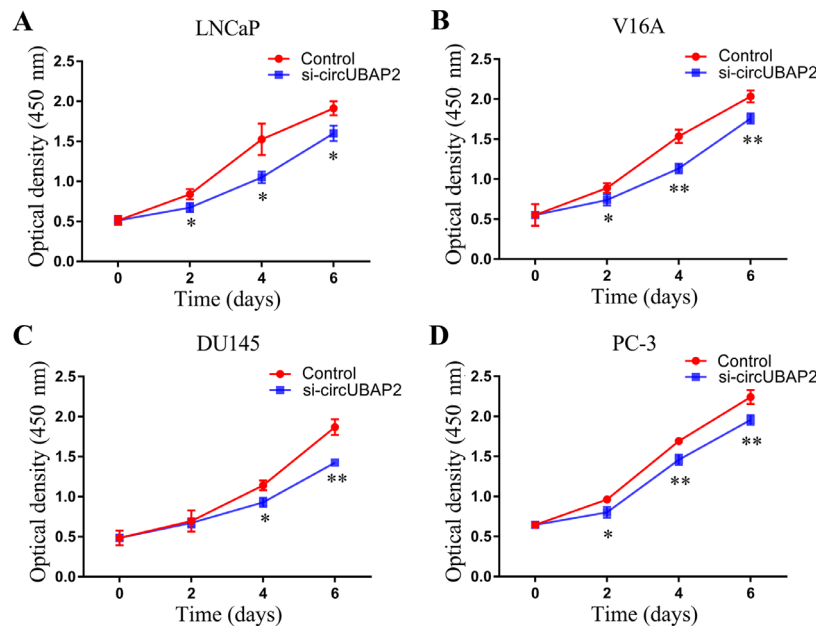 A
LNCaP
Control
si-circUBAP2
Optical density (450 nm)
2.5
2.0
1.5
1.0
0.5
0.0
*
*
*
0 2 4 6
Time (days)
B
V16A
Control
si-circUBAP2
Optical density (450 nm)
2.5
2.0
1.5
1.0
0.5
0.0
*
**
**
0 2 4 6
Time (days)
C
DU145
Control
si-circUBAP2
Optical density (450 nm)
2.5
2.0
1.5
1.0
0.5
0.0
*
**
0 2 4 6
Time (days)
D
PC-3
Control
si-circUBAP2
Optical density (450 nm)
2.5
2.0
1.5
1.0
0.5
0.0
*
**
**
0 2 4 6
Time (days)